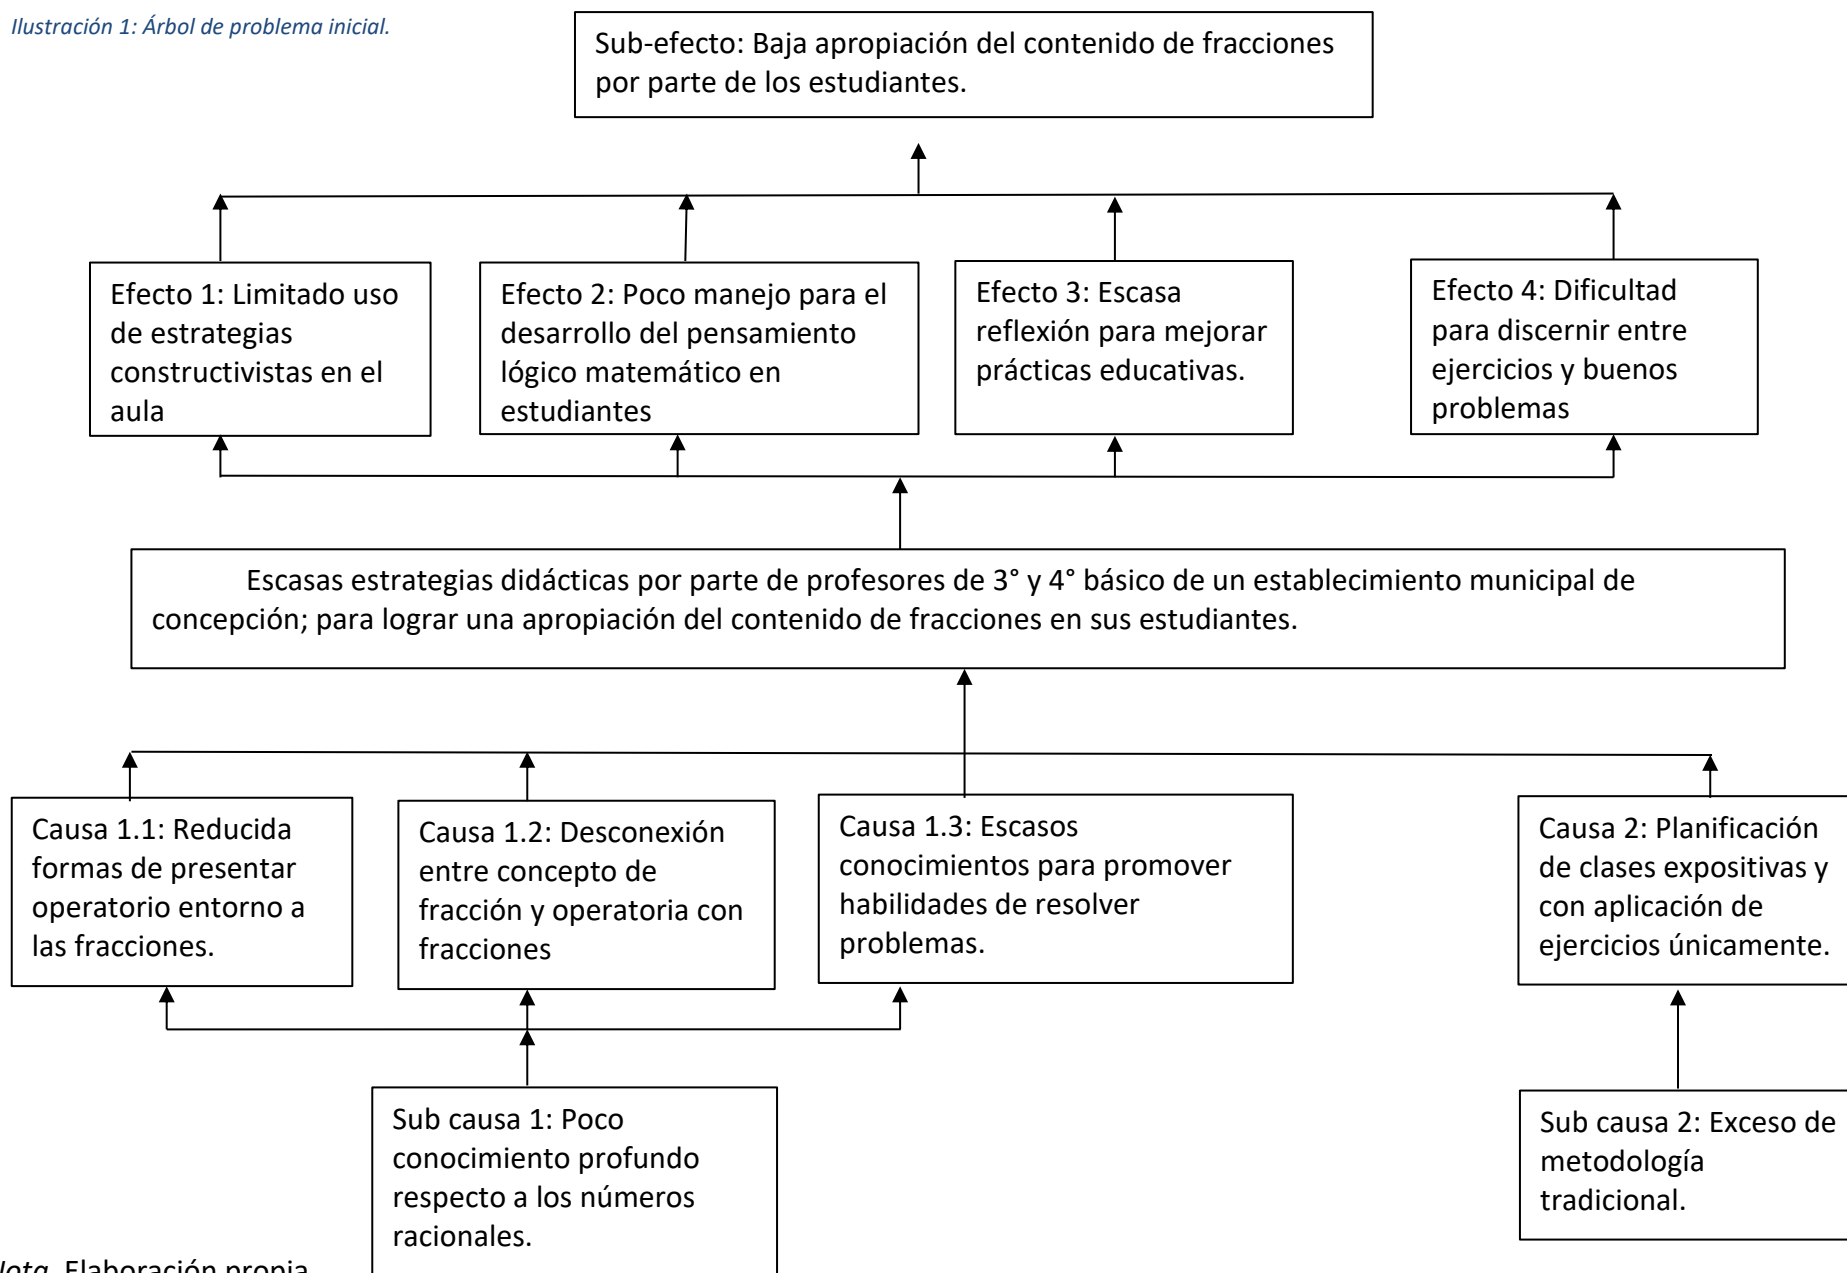 Ilustración 1: Árbol de problema inicial.
Sub-efecto: Baja apropiación del contenido de fracciones
por parte de los estudiantes.
Efecto 1: Limitado uso
de estrategias
constructivistas en el
aula
Efecto 2: Poco manejo para el
desarrollo del pensamiento
lógico matemático en
estudiantes
Efecto 3: Escasa
reflexión para mejorar
prácticas educativas.
Efecto 4: Dificultad
para discernir entre
ejercicios y buenos
problemas
Escasas estrategias didácticas por parte de profesores de 3° y 4° básico de un establecimiento municipal de
concepción; para lograr una apropiación del contenido de fracciones en sus estudiantes.
Causa 1.1: Reducida
formas de presentar
operatorio entorno a
las fracciones.
Causa 1.2: Desconexión
entre concepto de
fracción y operatoria con
fracciones
Causa 1.3: Escasos
conocimientos para promover
habilidades de resolver
problemas.
Causa 2: Planificación
de clases expositivas y
con aplicación de
ejercicios únicamente.
Sub causa 1: Poco
conocimiento profundo
respecto a los números
racionales.
Sub causa 2: Exceso de
metodología
tradicional.
Elaboración propia